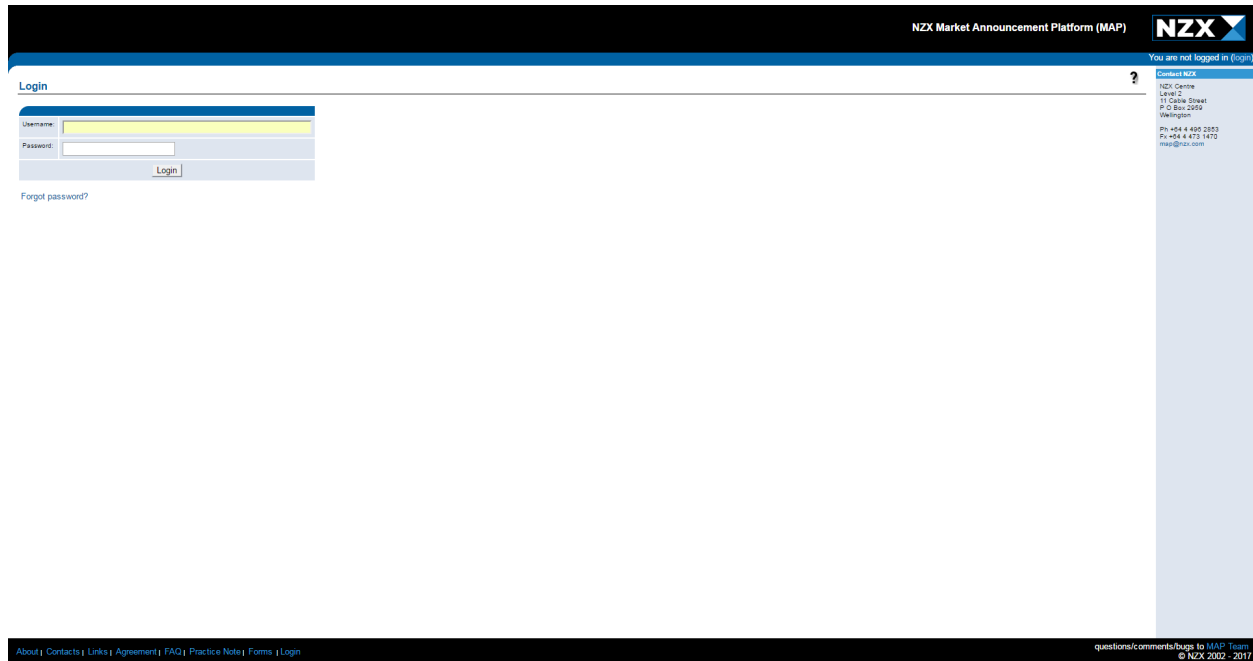 NZX Market Announcement Platform (MAP)
NZX
You are not logged in (login)
Login
?
Contact NZX
NZX Centre
Level 2
11 Cable Street
P O Box 2959
Wellington
Ph +64 4 496 2853
Fx +64 4 473 1470
map@nzx.com
Username:
Password:
Login
Forgot password?
About | Contacts | Links | Agreement | FAQ | Practice Note | Forms | Login
questions/comments/bugs to MAP Team
© NZX 2002 - 2017